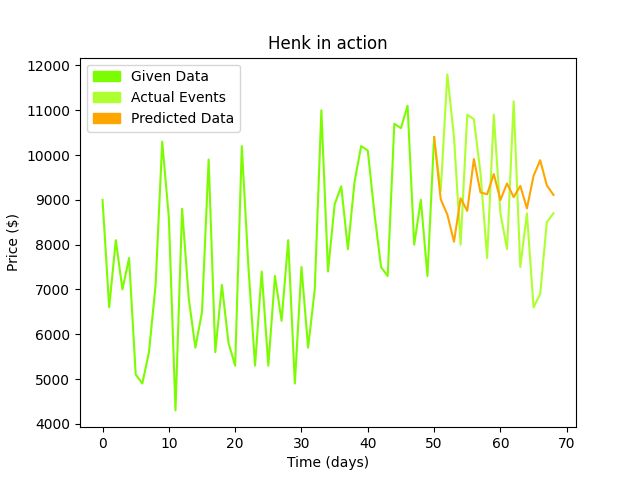 Henk in action
Given Data
Actual Events
Predicted Data
12000
11000
10000
9000
8000
7000
6000
5000
4000
Price ($)
0 10 20 30 40 50 60 70
Time (days)